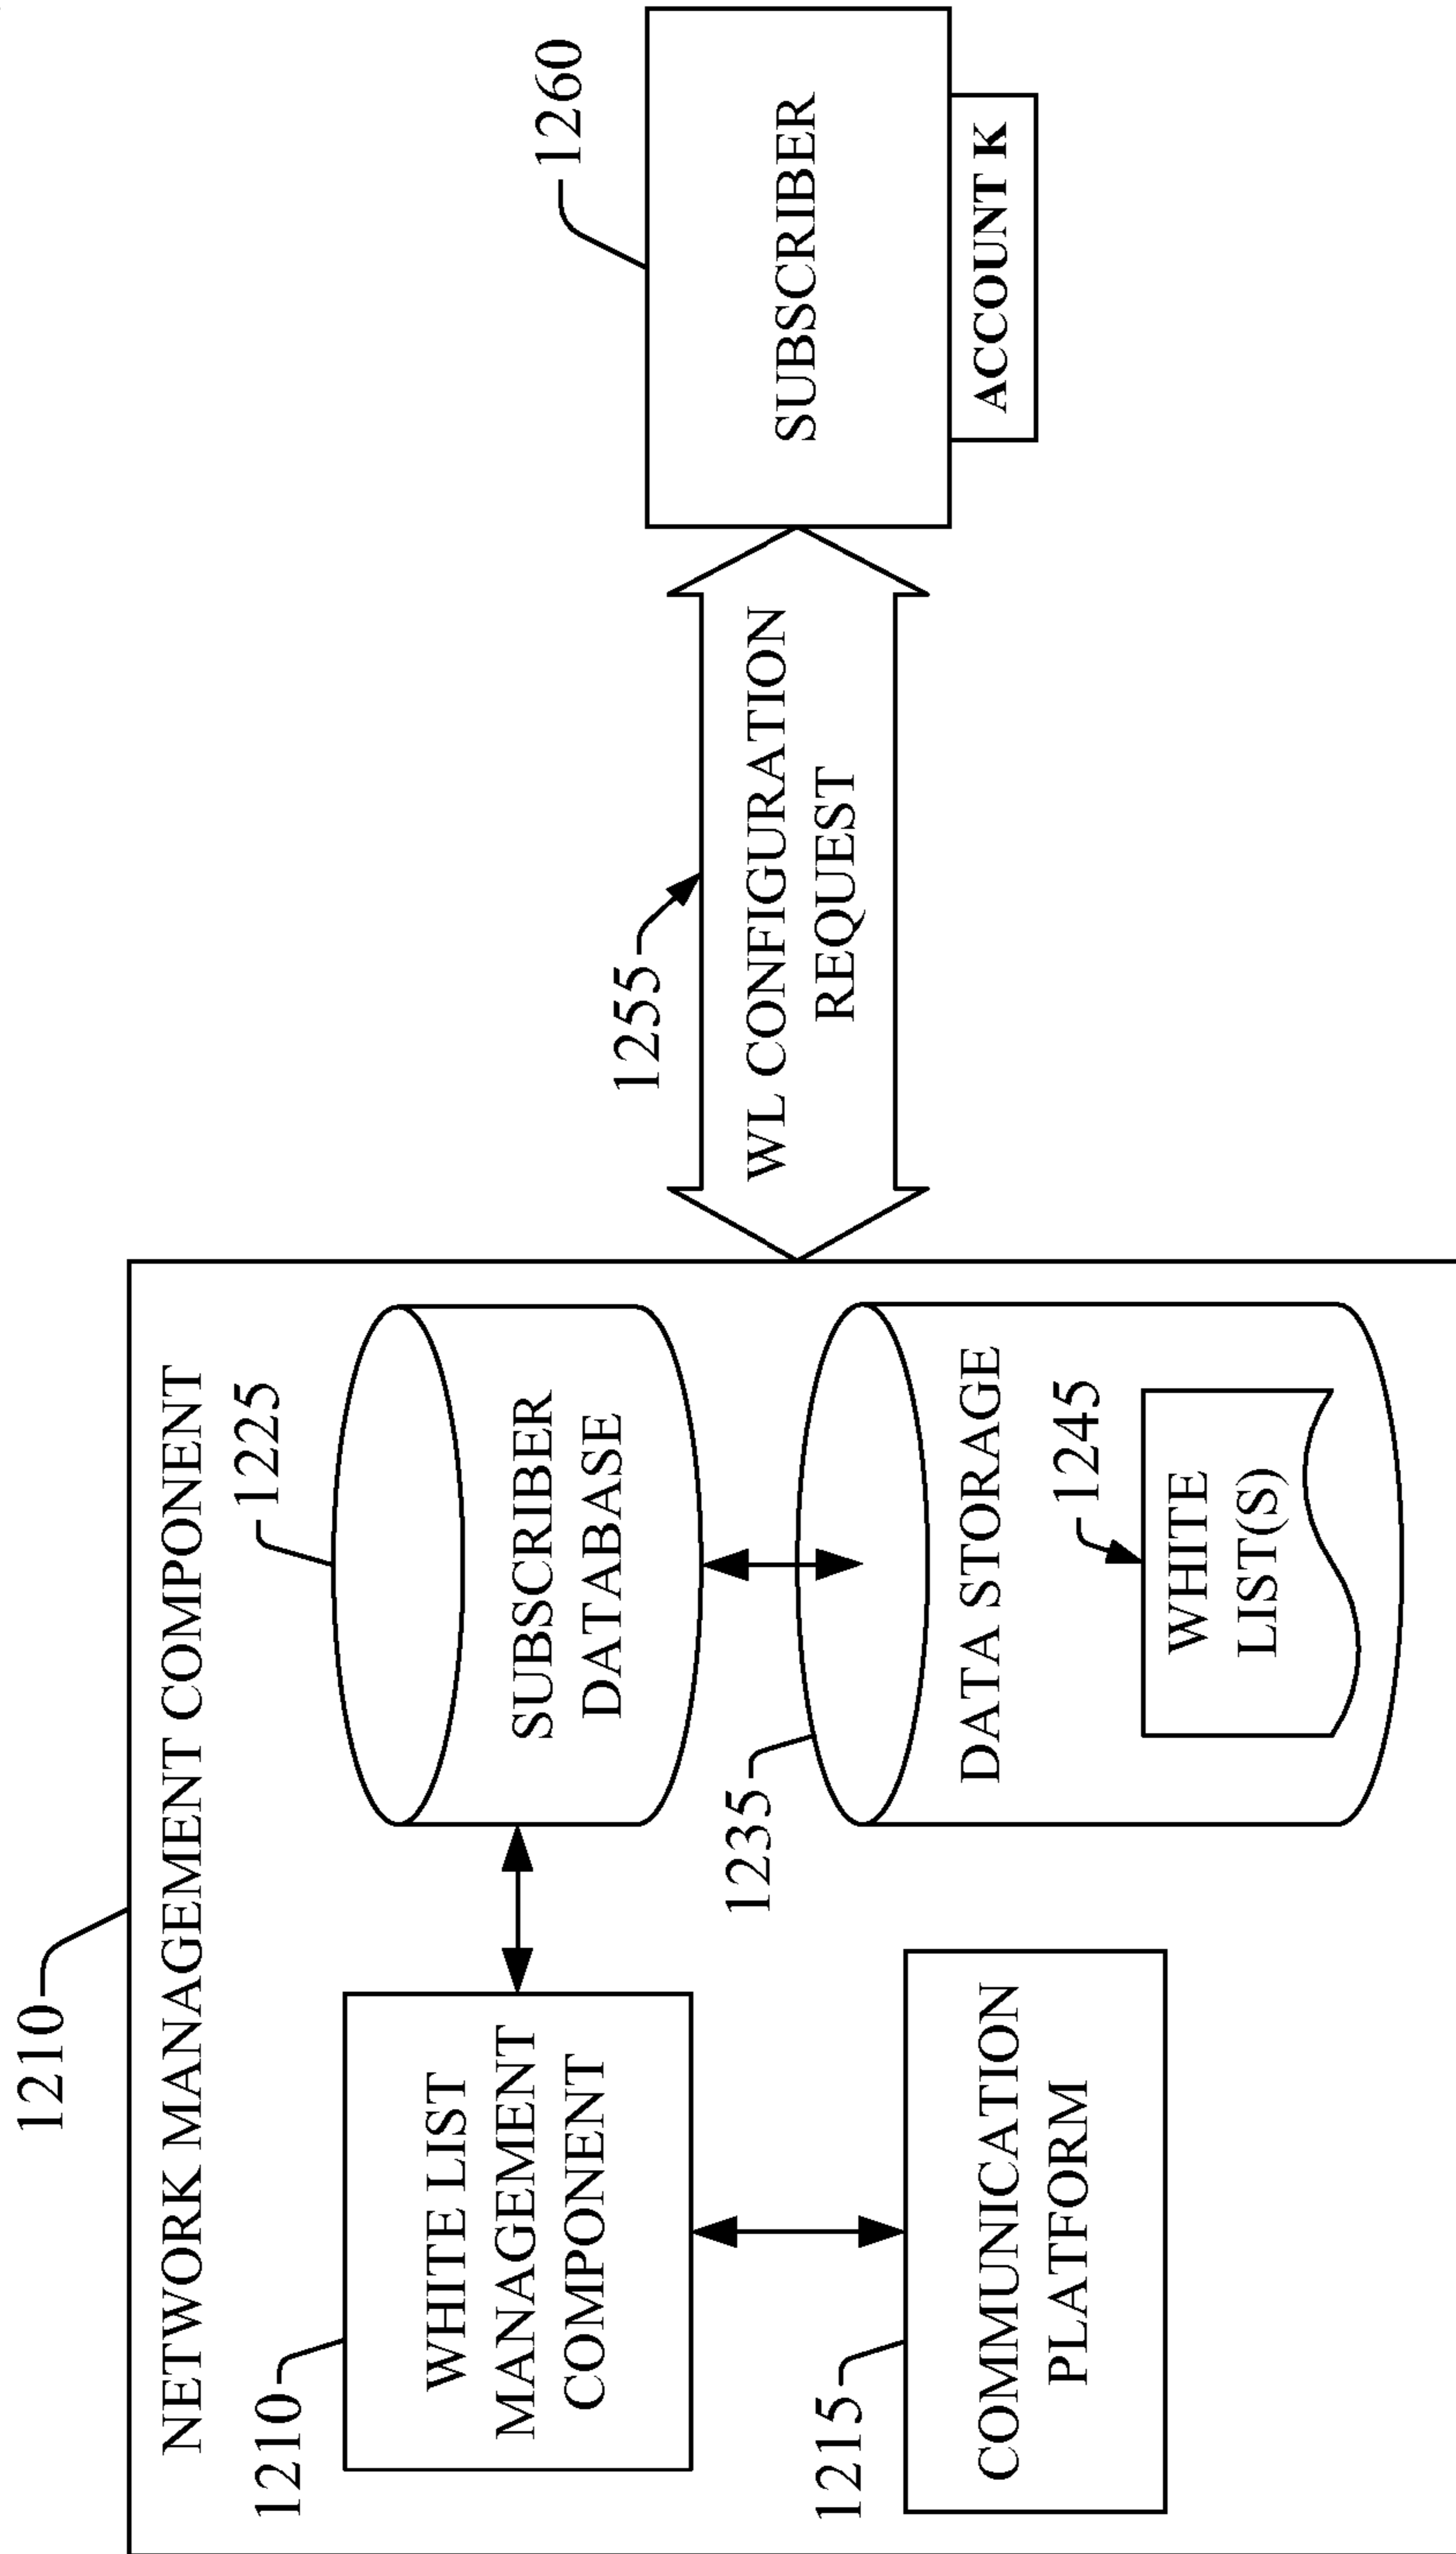 1210
NETWORK MANAGEMENT COMPONENT
1210
WHITE LIST
MANAGEMENT
COMPONENT
1225
SUBSCRIBER
DATABASE
1215
COMMUNICATION
PLATFORM
1235
DATA STORAGE
1245
WHITE
LIST(S)
1255
WL CONFIGURATION
REQUEST
1260
SUBSCRIBER
ACCOUNT K